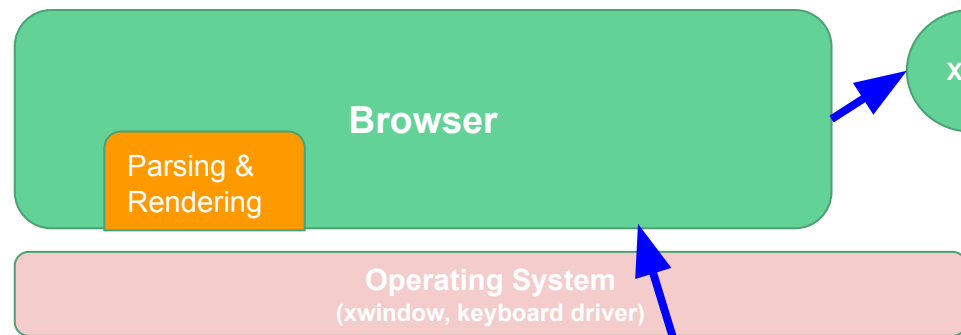 Browser
X
Parsing &
Rendering
Operating System
(xwindow, keyboard driver)